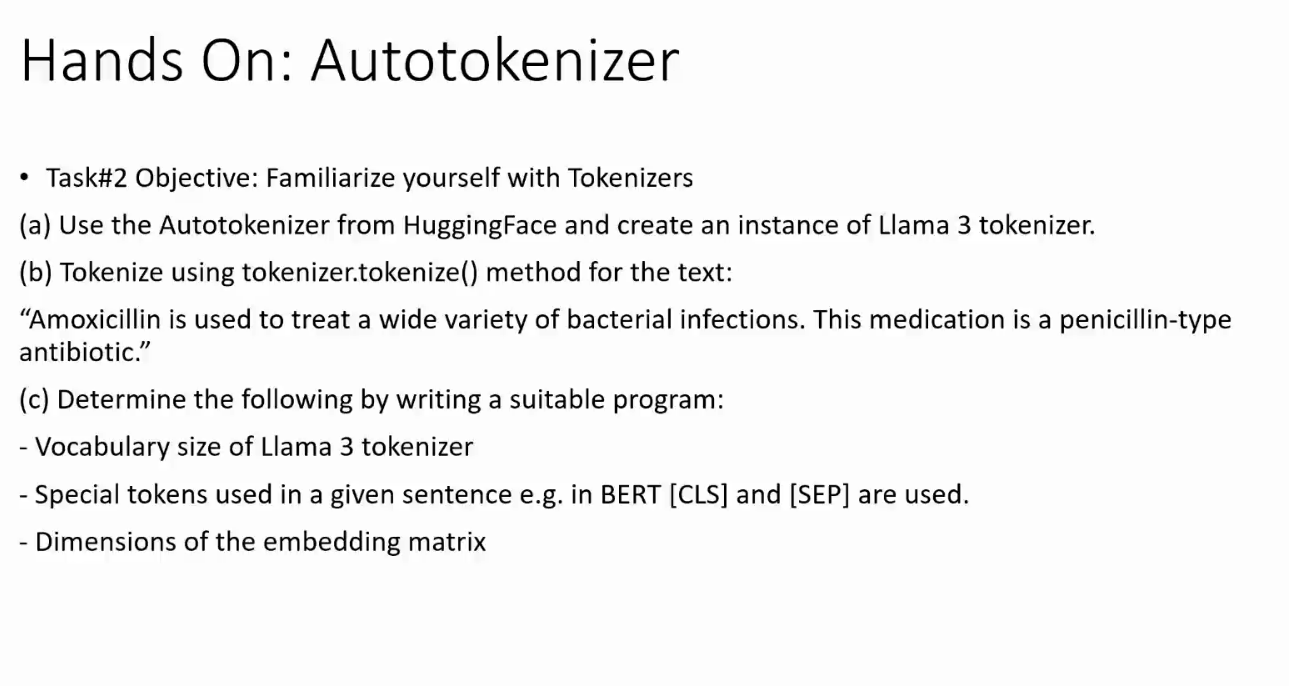 Hands On: Autotokenizer
• Task#2 Objective: Familiarize yourself with Tokenizers
(a) Use the Autotokenizer from HuggingFace and create an instance of Llama 3 tokenizer.
(b) Tokenize using tokenizer.tokenize() method for the text:
“Amoxicillin is used to treat a wide variety of bacterial infections. This medication is a penicillin-type
antibiotic.”
(c) Determine the following by writing a suitable program:
- Vocabulary size of Llama 3 tokenizer
- Special tokens used in a given sentence e.g. in BERT [CLS] and [SEP] are used.
- Dimensions of the embedding matrix